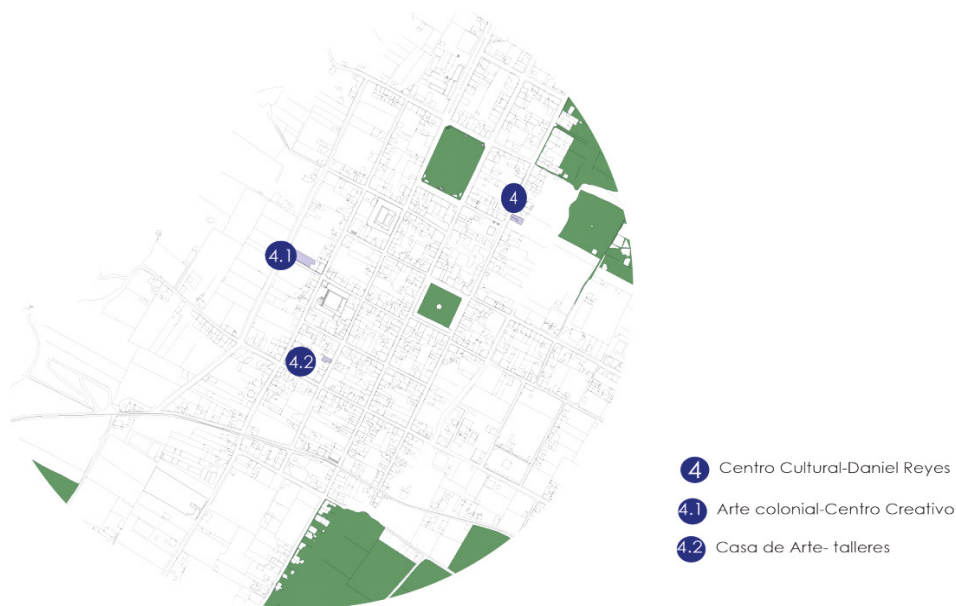 4
4.1
4.2
4 Centro Cultural-Daniel Reyes
4.1 Arte colonial-Centro Creativo
4.2 Casa de Arte- talleres